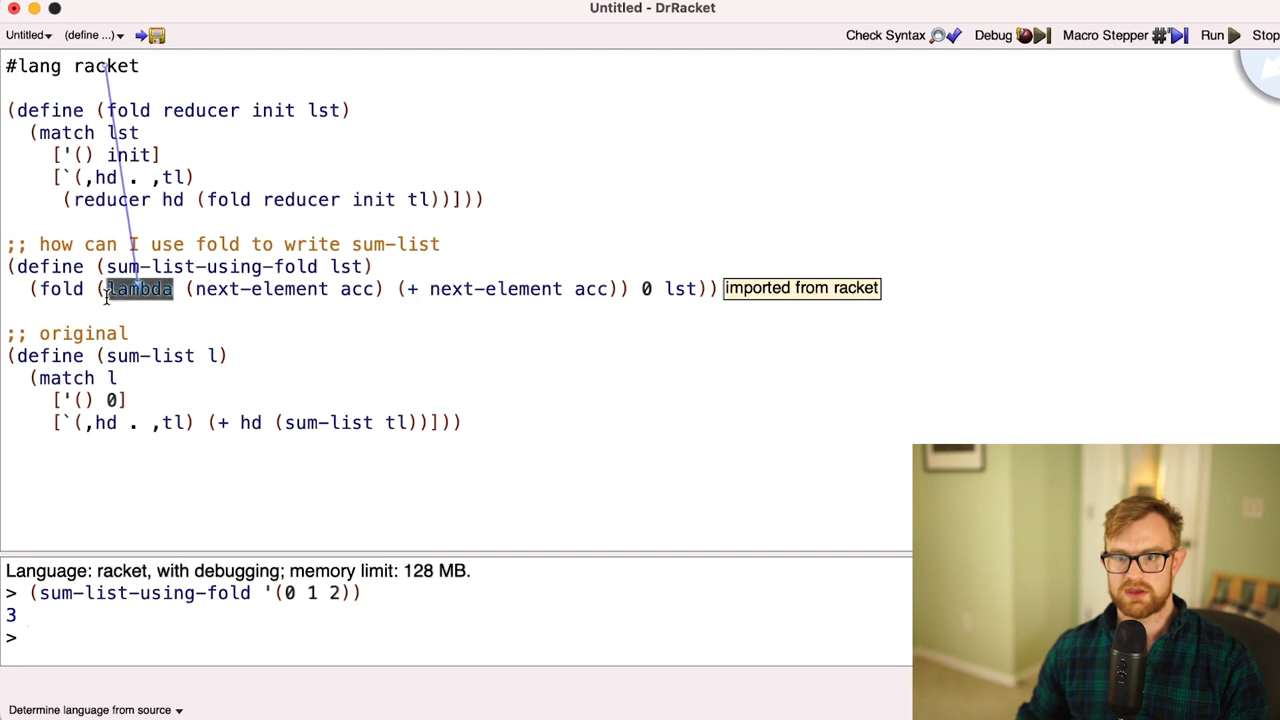 Untitled - DrRacket
Untitled▾ (define ...)▾ Check Syntax Debug Macro Stepper Run Stop
#lang racket
(define (fold reducer init lst)
  (match lst
    ['() init]
    [`(,hd . ,tl)
     (reducer hd (fold reducer init tl))]))
;; how can I use fold to write sum-list
(define (sum-list-using-fold lst)
  (fold (lambda (next-element acc) (+ next-element acc)) 0 lst)) imported from racket
;; original
(define (sum-list l)
  (match l
    ['() 0]
    [`(,hd . ,tl) (+ hd (sum-list tl))]))
Language: racket, with debugging; memory limit: 128 MB.
> (sum-list-using-fold '(0 1 2))
3
>
Determine language from source ▾